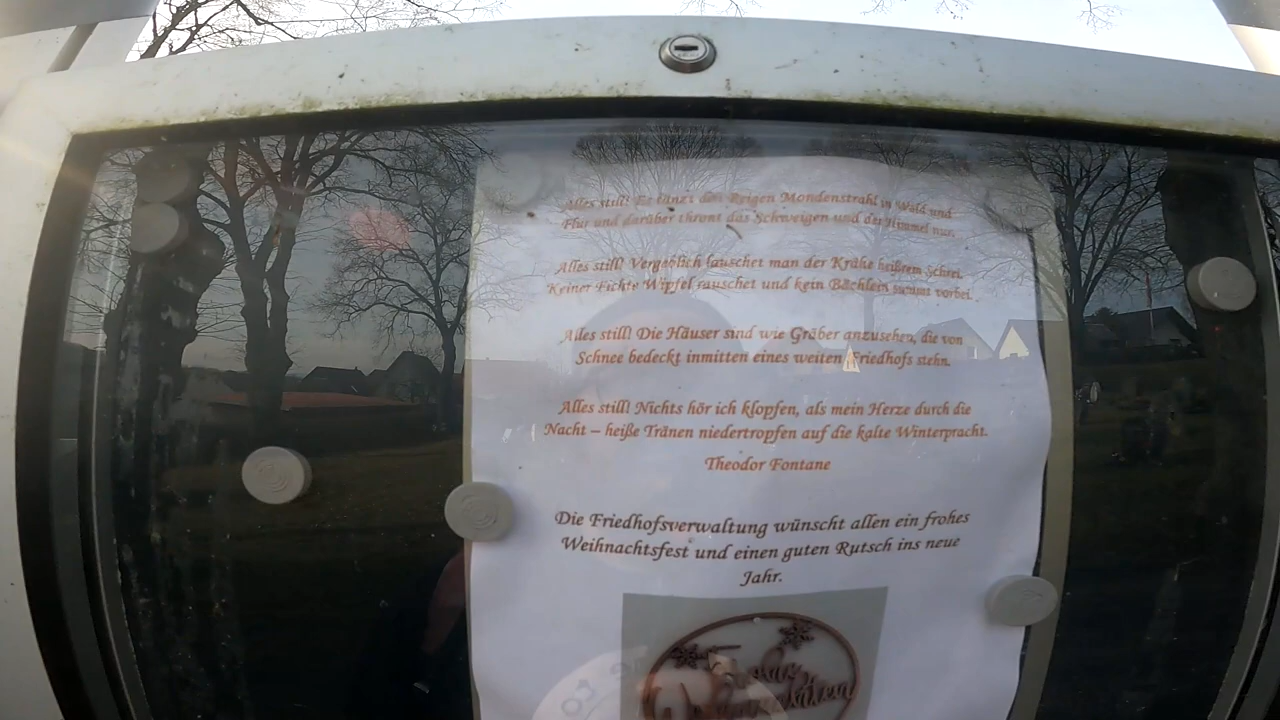 Alles still! Es tanzt den Reigen Mondenstrahl in Wald und
Flur und darüber thront das Schweigen und der Himmel nur.
Alles still! Vergeblich lauschet man der Krähe heißrem Schrei.
Keiner Fichte Wipfel rauschet und kein Bächlein summt vorbei.
Alles still! Die Häuser sind wie Gräber anzusehen, die von
Schnee bedeckt inmitten eines weiten Friedhofs stehn.
Alles still! Nichts hör ich klopfen, als mein Herze durch die
Nacht – heiße Tränen niedertropfen auf die kalte Winterpracht.
Theodor Fontane
Die Friedhofsverwaltung wünscht allen ein frohes
Weihnachtsfest und einen guten Rutsch ins neue
Jahr.